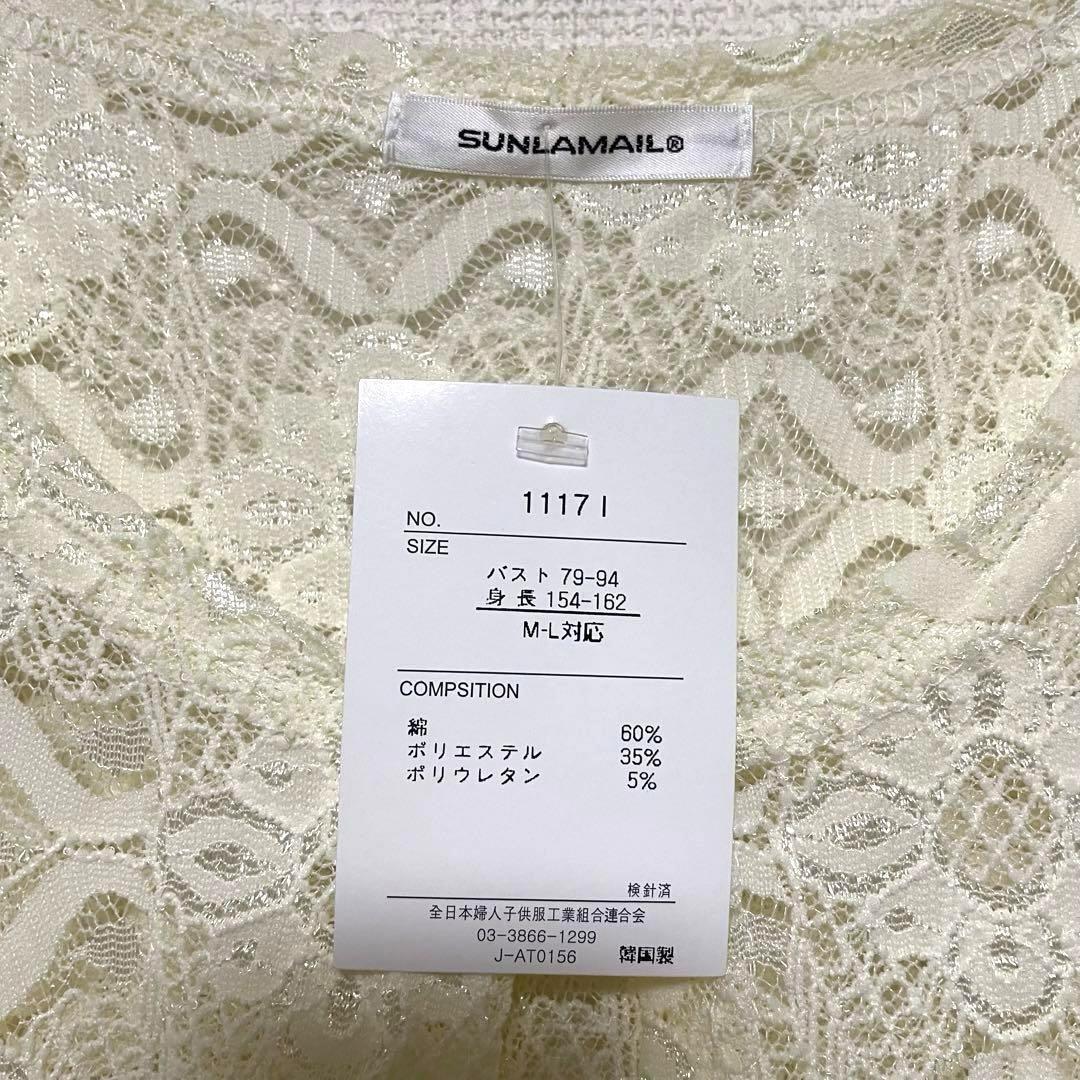 SUNLAMAIL®
NO. 1117 I
SIZE
バスト 79-94
身長 154-162
M-L対応
COMPSITION
綿 60%
ポリエステル 35%
ポリウレタン 5%
検針済
全日本婦人子供服工業組合連合会
03-3866-1299
J-AT0156 韓国製